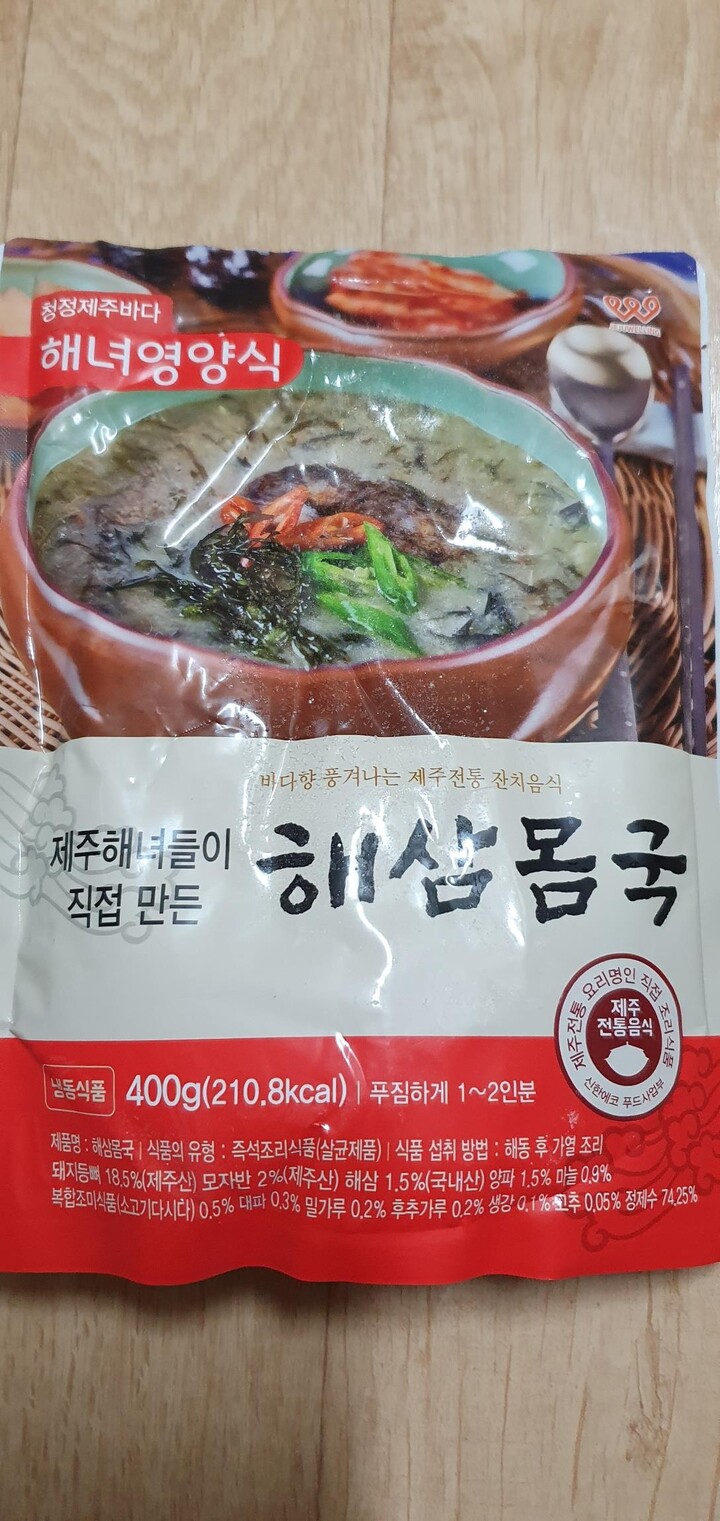 청정제주바다
해녀영양식
바다향 풍겨나는 제주전통 잔치음식
제주해녀들이
직접 만든
해삼몸국
제주전통 요리명인 직접 조리식품
제주
전통음식
신한에코 푸드사업부
냉동식품 400g(210.8kcal) | 푸짐하게 1~2인분
제품명 : 해삼몸국 | 식품의 유형 : 즉석조리식품(살균제품) | 식품 섭취 방법 : 해동 후 가열 조리
돼지등뼈 18.5%(제주산) 모자반 2%(제주산) 해삼 1.5%(국내산) 양파 1.5% 마늘 0.9%
복합조미식품(소고기다시다) 0.5% 대파 0.3% 밀가루 0.2% 후추가루 0.2% 생강 0.1% 고추 0.05% 정제수 74.25%